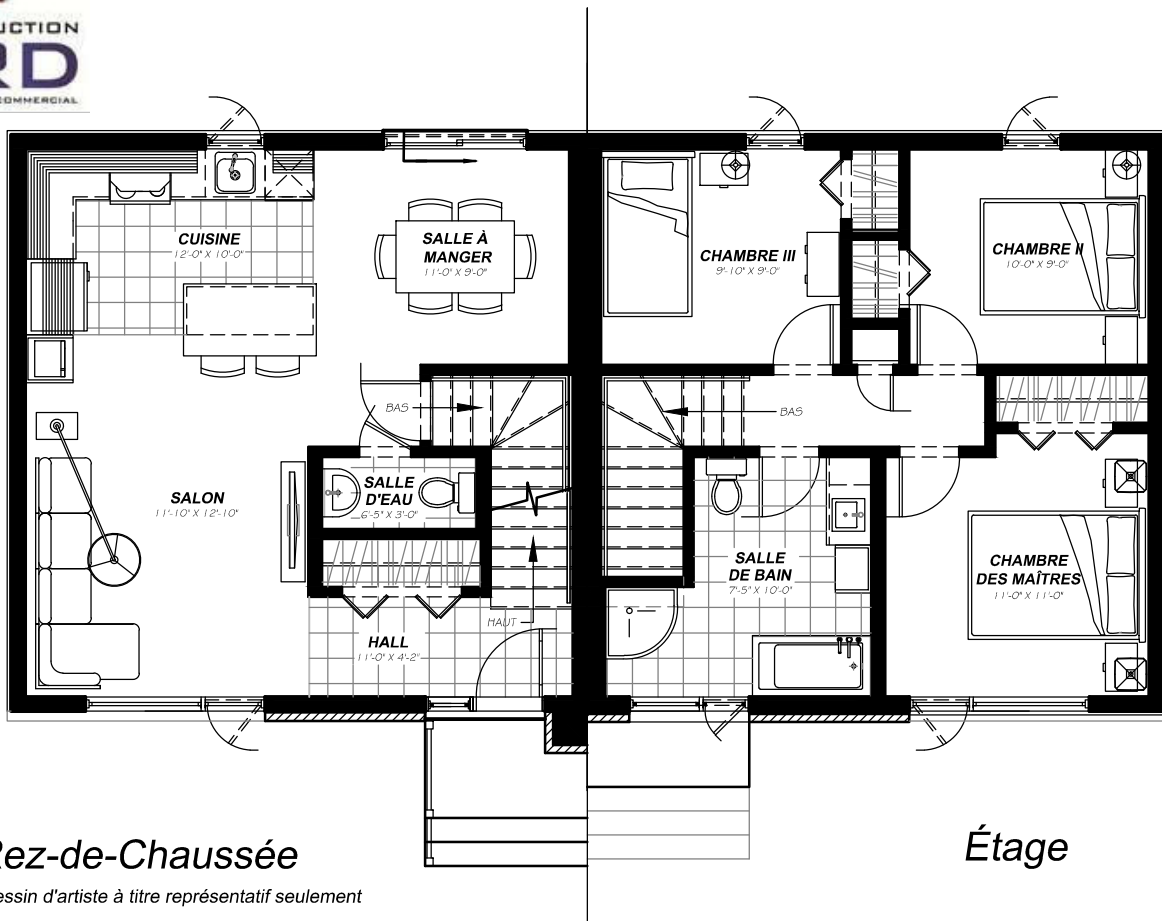 UCTION
RD
COMMERCIAL
CUISINE
12'-0" X 10'-0"
SALLE À
MANGER
11'-0" X 9'-0"
CHAMBRE III
9'-10" X 9'-0"
CHAMBRE II
10'-0" X 9'-0"
BAS
BAS
SALON
11'-10" X 12'-10"
SALLE
D'EAU
6'-5" X 3'-0"
SALLE
DE BAIN
7'-5" X 10'-0"
CHAMBRE
DES MAÎTRES
11'-0" X 11'-0"
HAUT
HALL
11'-0" X 4'-2"
Rez-de-Chaussée
Étage
essin d'artiste à titre représentatif seulement